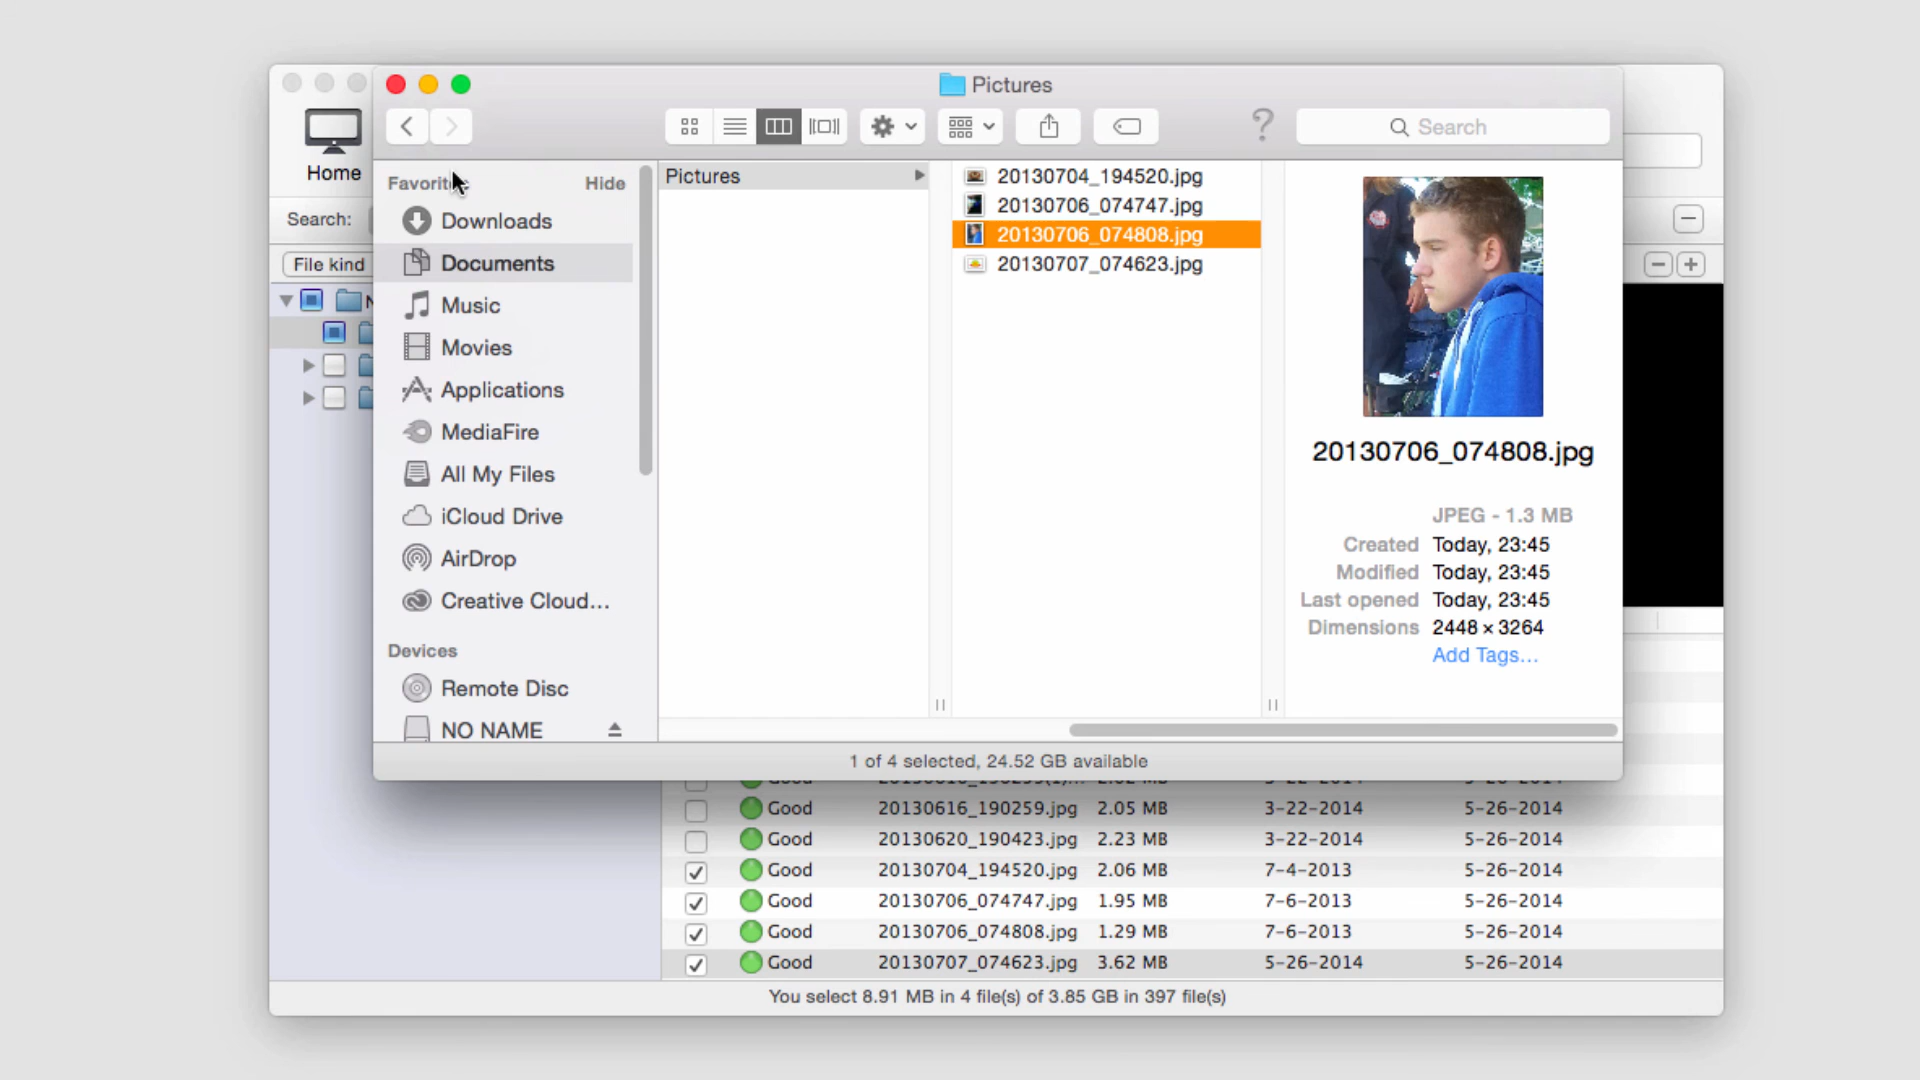 Pictures
Search
Home
Search:
File kind
N
Favorites Hide
Downloads
Documents
Music
Movies
Applications
MediaFire
All My Files
iCloud Drive
AirDrop
Creative Cloud...
Devices
Remote Disc
NO NAME
Pictures
20130704_194520.jpg
20130706_074747.jpg
20130706_074808.jpg
20130707_074623.jpg
20130706_074808.jpg
JPEG - 1.3 MB
Created Today, 23:45
Modified Today, 23:45
Last opened Today, 23:45
Dimensions 2448 × 3264
Add Tags...
1 of 4 selected, 24.52 GB available
Good 20130616_190259.jpg 2.05 MB 3-22-2014 5-26-2014
Good 20130620_190423.jpg 2.23 MB 3-22-2014 5-26-2014
Good 20130704_194520.jpg 2.06 MB 7-4-2013 5-26-2014
Good 20130706_074747.jpg 1.95 MB 7-6-2013 5-26-2014
Good 20130706_074808.jpg 1.29 MB 7-6-2013 5-26-2014
Good 20130707_074623.jpg 3.62 MB 5-26-2014 5-26-2014
You select 8.91 MB in 4 file(s) of 3.85 GB in 397 file(s)